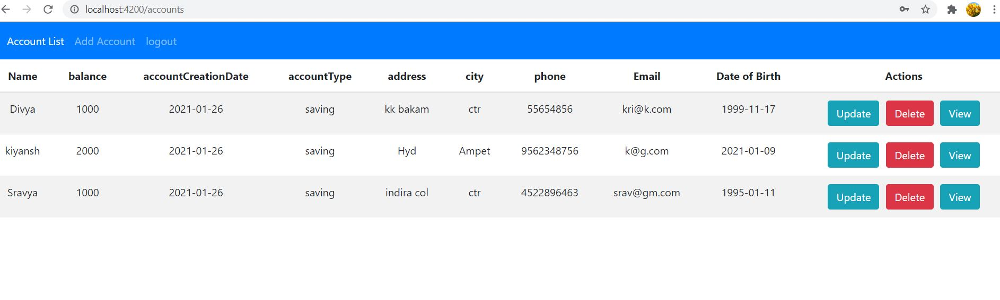 localhost:4200/accounts
Account List Add Account logout
Name balance accountCreationDate accountType address city phone Email Date of Birth Actions
Divya 1000 2021-01-26 saving kk bakam ctr 55654856 kri@k.com 1999-11-17 Update Delete View
kiyansh 2000 2021-01-26 saving Hyd Ampet 9562348756 k@g.com 2021-01-09 Update Delete View
Sravya 1000 2021-01-26 saving indira col ctr 4522896463 srav@gm.com 1995-01-11 Update Delete View